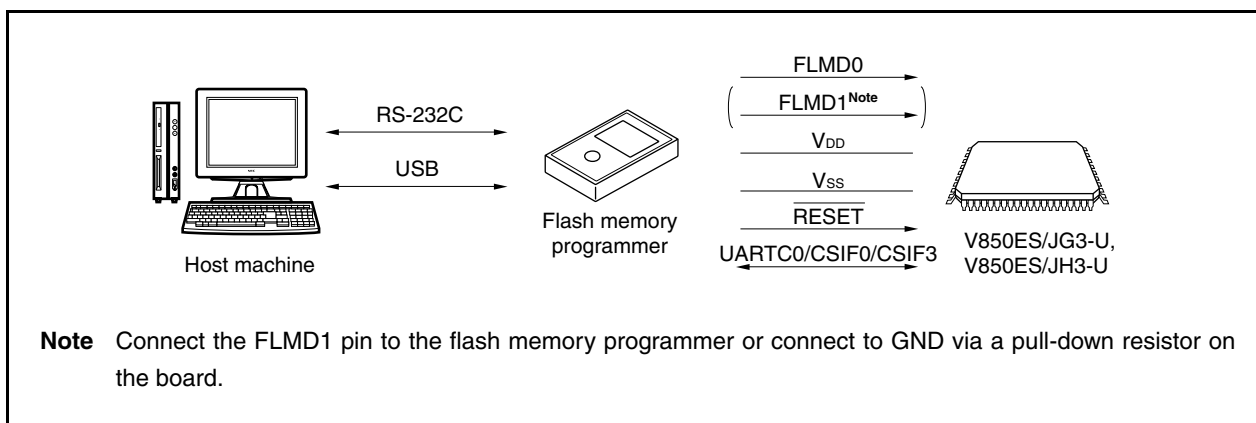 RS-232C
USB
Host machine
Flash memory
programmer
FLMD0
FLMD1Note
VDD
VSS
RESET
UARTC0/CSIF0/CSIF3
V850ES/JG3-U,
V850ES/JH3-U
Note Connect the FLMD1 pin to the flash memory programmer or connect to GND via a pull-down resistor on
the board.